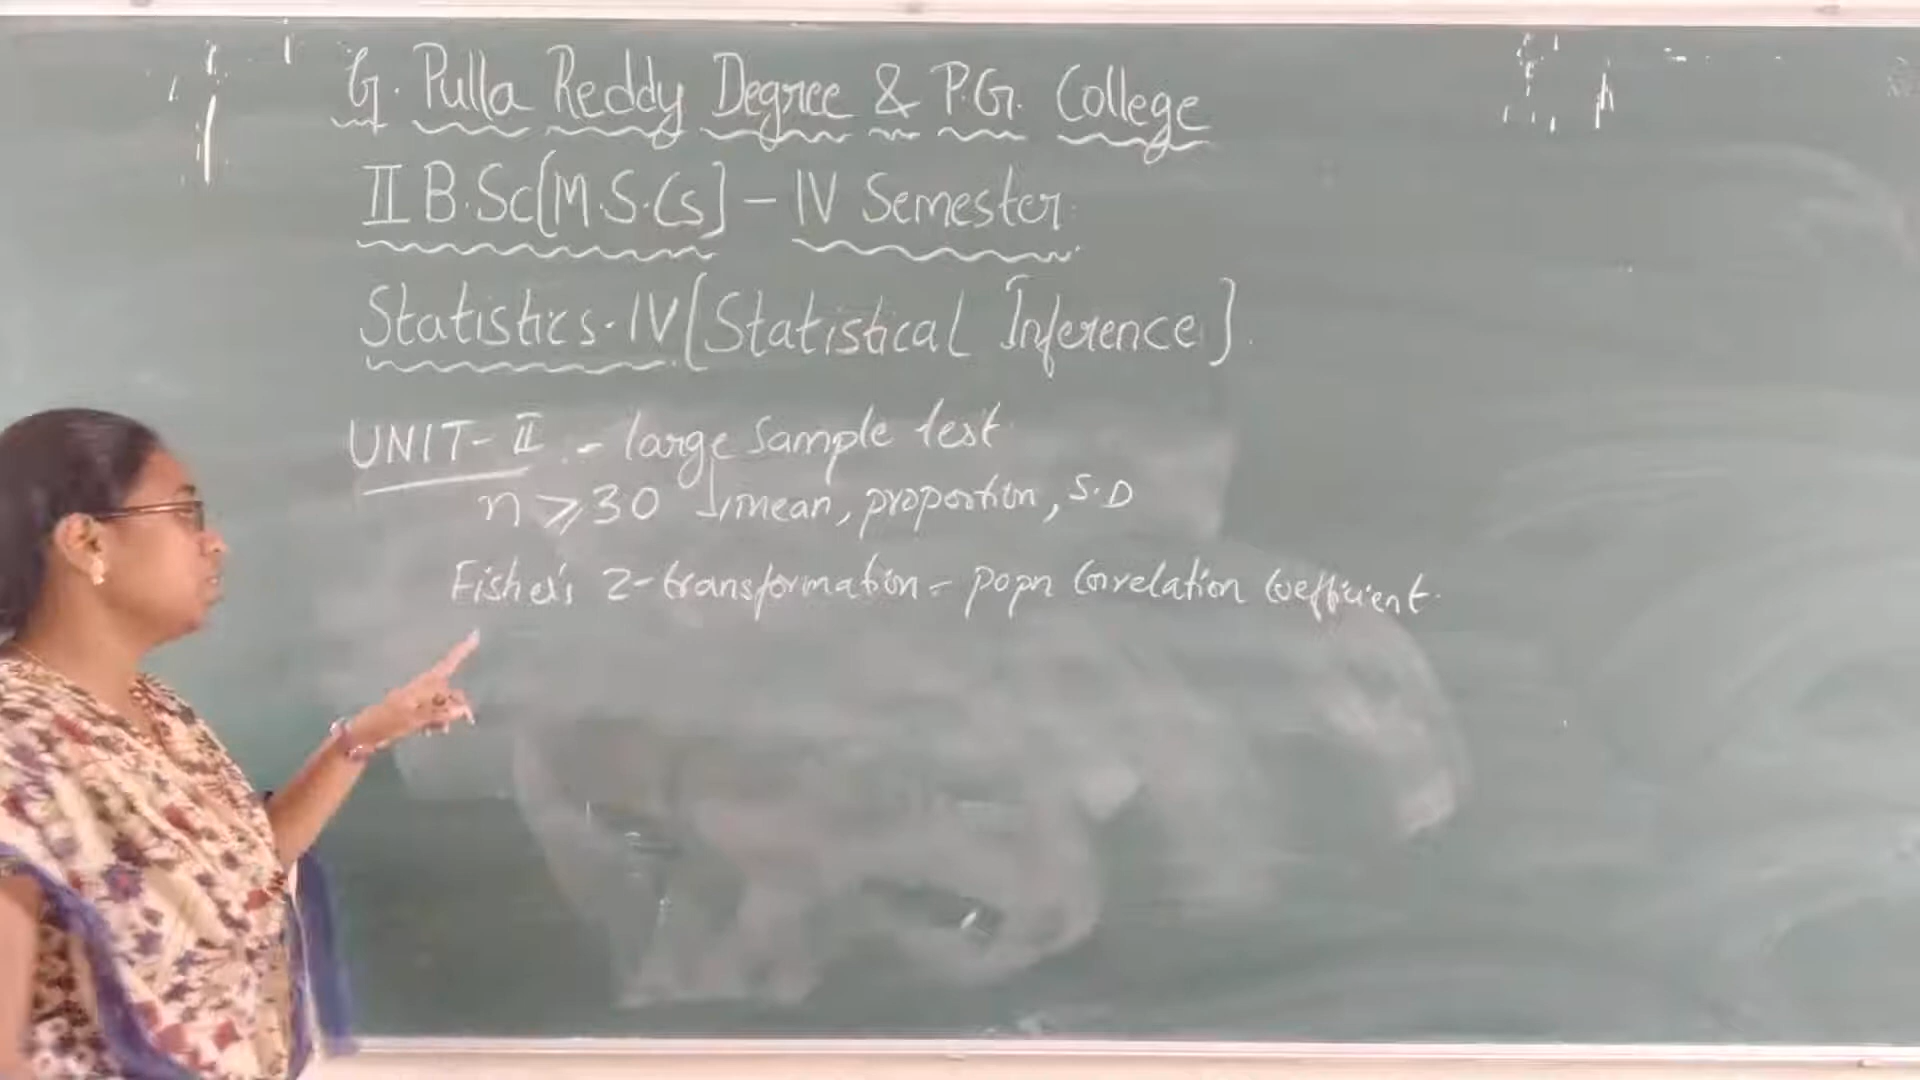 G. Pulla Reddy Degree & P.G. College
II B.Sc[M.S.Cs] - IV Semester
Statistics-IV[Statistical Inference].
UNIT-II - large sample test
n ⩾ 30 mean, proportion, S.D
Fisher's Z-transformation - popn Correlation Coefficient.